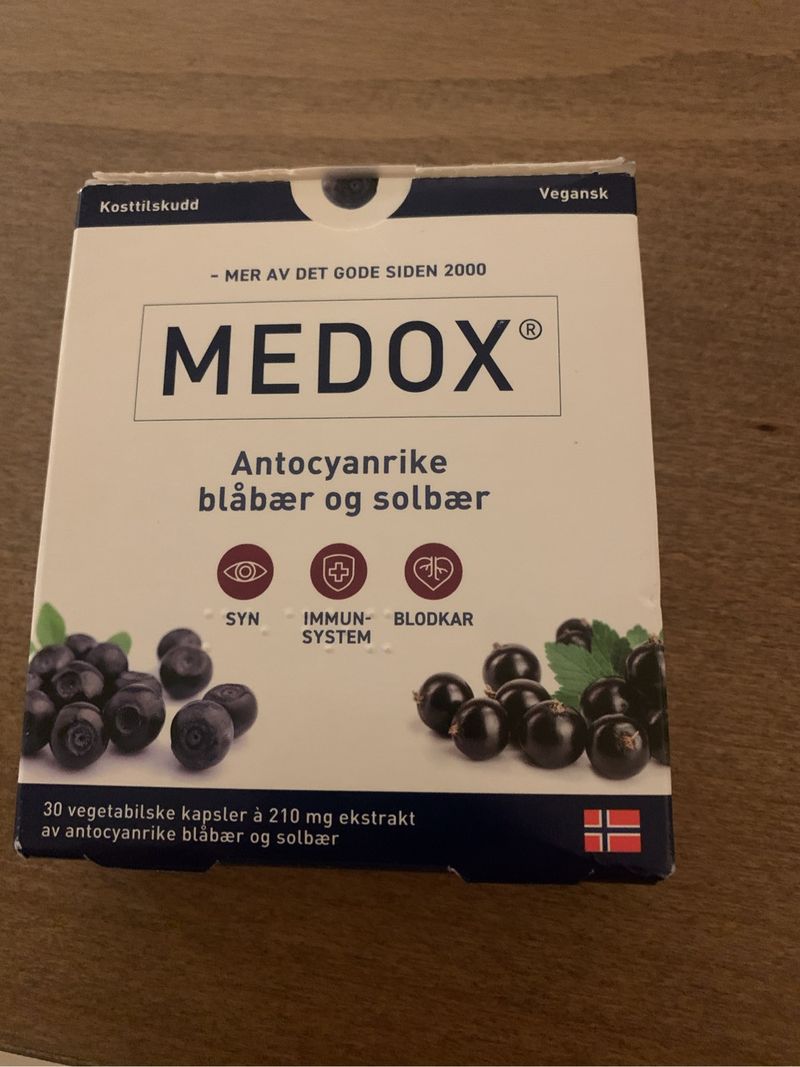 Kosttilskudd
Vegansk
- MER AV DET GODE SIDEN 2000
MEDOX®
Antocyanrike
blåbær og solbær
SYN
IMMUN-
SYSTEM
BLODKAR
30 vegetabilske kapsler à 210 mg ekstrakt
av antocyanrike blåbær og solbær